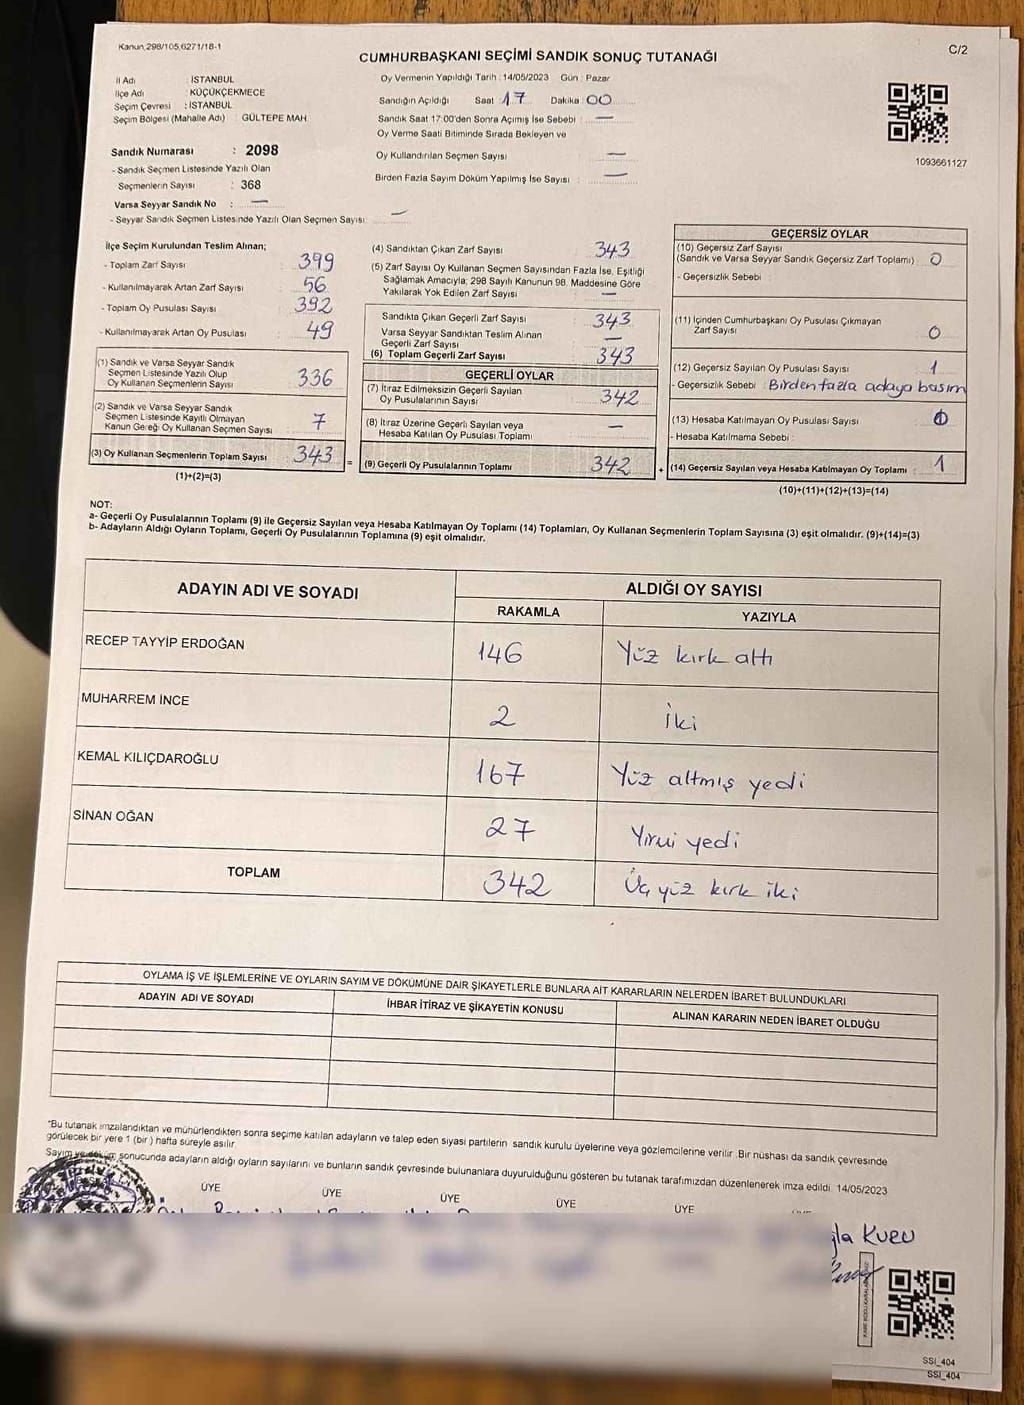 Kanun 298/105,6271/18-1
C/2
CUMHURBAŞKANI SEÇİMİ SANDIK SONUÇ TUTANAĞI
İl Adı : İSTANBUL
İlçe Adı : KÜÇÜKÇEKMECE
Seçim Çevresi : İSTANBUL
Seçim Bölgesi (Mahalle Adı) : GÜLTEPE MAH
Sandık Numarası : 2098
- Sandık Seçmen Listesinde Yazılı Olan
Seçmenlerin Sayısı : 368
Varsa Seyyar Sandık No : —
- Seyyar Sandık Seçmen Listesinde Yazılı Olan Seçmen Sayısı: —
Oy Vermenin Yapıldığı Tarih : 14/05/2023 Gün : Pazar
Sandığın Açıldığı Saat 17 Dakika 00
Sandık Saat 17:00'den Sonra Açımış İse Sebebi : —
Oy Verme Saati Bitiminde Sırada Bekleyen ve
Oy Kullandırılan Seçmen Sayısı —
Birden Fazla Sayım Döküm Yapılmış İse Sayısı : —
1093661127
İlçe Seçim Kurulundan Teslim Alınan;
- Toplam Zarf Sayısı : 399
- Kullanılmayarak Artan Zarf Sayısı : 56
- Toplam Oy Pusulası Sayısı : 392
- Kullanılmayarak Artan Oy Pusulası : 49
(1) Sandık ve Varsa Seyyar Sandık
Seçmen Listesinde Yazılı Olup
Oy Kullanan Seçmenlerin Sayısı : 336
(2) Sandık ve Varsa Seyyar Sandık
Seçmen Listesinde Kayıtlı Olmayan
Kanun Gereği Oy Kullanan Seçmen Sayısı : 7
(3) Oy Kullanan Seçmenlerin Toplam Sayısı : 343
(1)+(2)=(3)
(4) Sandıktan Çıkan Zarf Sayısı : 343
(5) Zarf Sayısı Oy Kullanan Seçmen Sayısından Fazla İse, Eşitliği
Sağlamak Amacıyla; 298 Sayılı Kanunun 98. Maddesine Göre
Yakılarak Yok Edilen Zarf Sayısı : —
Sandıkta Çıkan Geçerli Zarf Sayısı : 343
Varsa Seyyar Sandıktan Teslim Alınan
Geçerli Zarf Sayısı : —
(6) Toplam Geçerli Zarf Sayısı : 343
GEÇERLİ OYLAR
(7) İtiraz Edilmeksizin Geçerli Sayılan
Oy Pusulalarının Sayısı : 342
(8) İtiraz Üzerine Geçerli Sayılan veya
Hesaba Katılan Oy Pusulası Toplamı : —
= (9) Geçerli Oy Pusulalarının Toplamı : 342
GEÇERSİZ OYLAR
(10) Geçersiz Zarf Sayısı
(Sandık ve Varsa Seyyar Sandık Geçersiz Zarf Toplamı) : 0
- Geçersizlik Sebebi :
(11) İçinden Cumhurbaşkanı Oy Pusulası Çıkmayan
Zarf Sayısı : 0
(12) Geçersiz Sayılan Oy Pusulası Sayısı : 1
- Geçersizlik Sebebi : Birden fazla adaya basım
(13) Hesaba Katılmayan Oy Pusulası Sayısı :
- Hesaba Katılmama Sebebi :
+ (14) Geçersiz Sayılan veya Hesaba Katılmayan Oy Toplamı : 1
(10)+(11)+(12)+(13)=(14)
NOT:
a- Geçerli Oy Pusulalarının Toplamı (9) ile Geçersiz Sayılan veya Hesaba Katılmayan Oy Toplamı (14) Toplamları, Oy Kullanan Seçmenlerin Toplam Sayısına (3) eşit olmalıdır. (9)+(14)=(3)
b- Adayların Aldığı Oyların Toplamı, Geçerli Oy Pusulalarının Toplamına (9) eşit olmalıdır.
ADAYIN ADI VE SOYADI ALDIĞI OY SAYISI
RAKAMLA YAZIYLA
RECEP TAYYİP ERDOĞAN 146 Yüz kırk altı
MUHARREM İNCE 2 İki
KEMAL KILIÇDAROĞLU 167 Yüz altmış yedi
SİNAN OĞAN 27 Yirmi yedi
TOPLAM 342 Üç yüz kırk iki
OYLAMA İŞ VE İŞLEMLERİNE VE OYLARIN SAYIM VE DÖKÜMÜNE DAİR ŞİKAYETLERLE BUNLARA AİT KARARLARIN NELERDEN İBARET BULUNDUKLARI
ADAYIN ADI VE SOYADI İHBAR İTİRAZ VE ŞİKAYETİN KONUSU ALINAN KARARIN NEDEN İBARET OLDUĞU
*Bu tutanak imzalandıktan ve mühürlendikten sonra seçime katılan adayların ve talep eden siyasi partilerin sandık kurulu üyelerine veya gözlemcilerine verilir. Bir nüshası da sandık çevresinde
görülecek bir yere 1 (bir) hafta süreyle asılır.
Sayım ve döküm sonucunda adayların aldığı oyların sayılarını ve bunların sandık çevresinde bulunanlara duyurulduğunu gösteren bu tutanak tarafımızdan düzenlenerek imza edildi. 14/05/2023
ÜYE ÜYE ÜYE ÜYE ÜYE
SSİ_404
SSİ_404